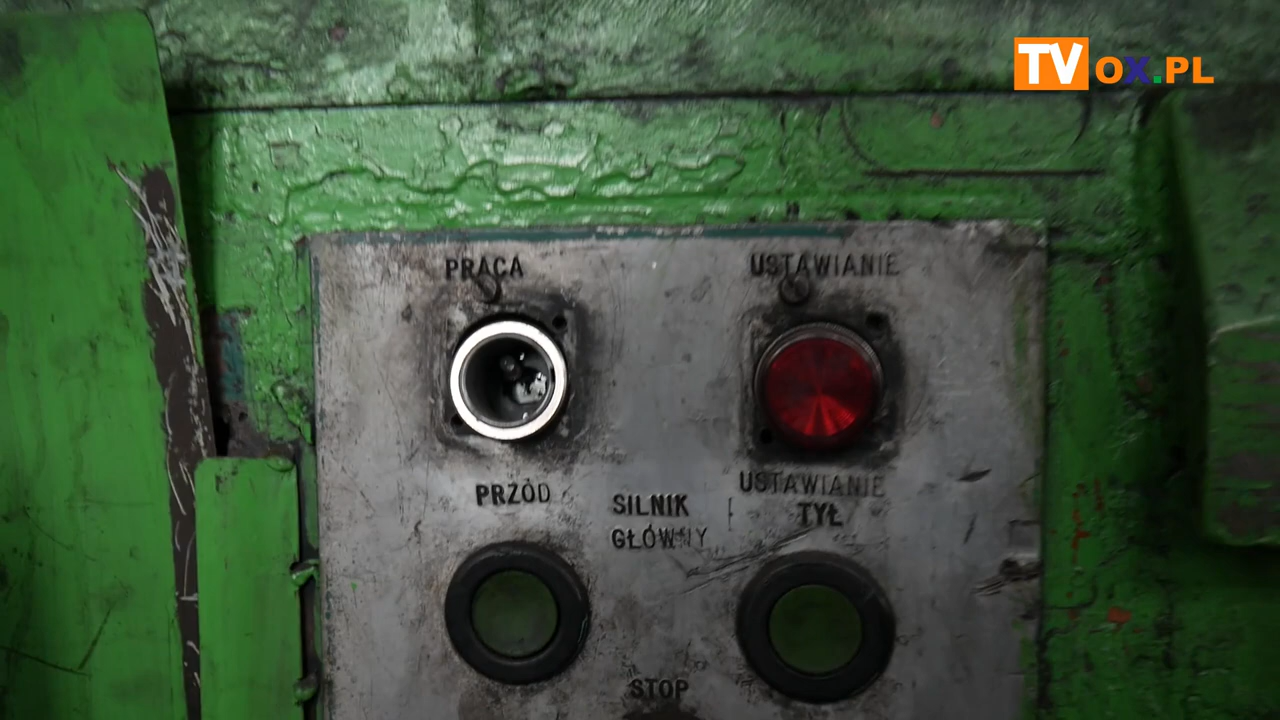 TVOX.PL
PRACA
USTAWIANIE
PRZÓD
SILNIK
GŁÓWNY
USTAWIANIE
TYŁ
STOP